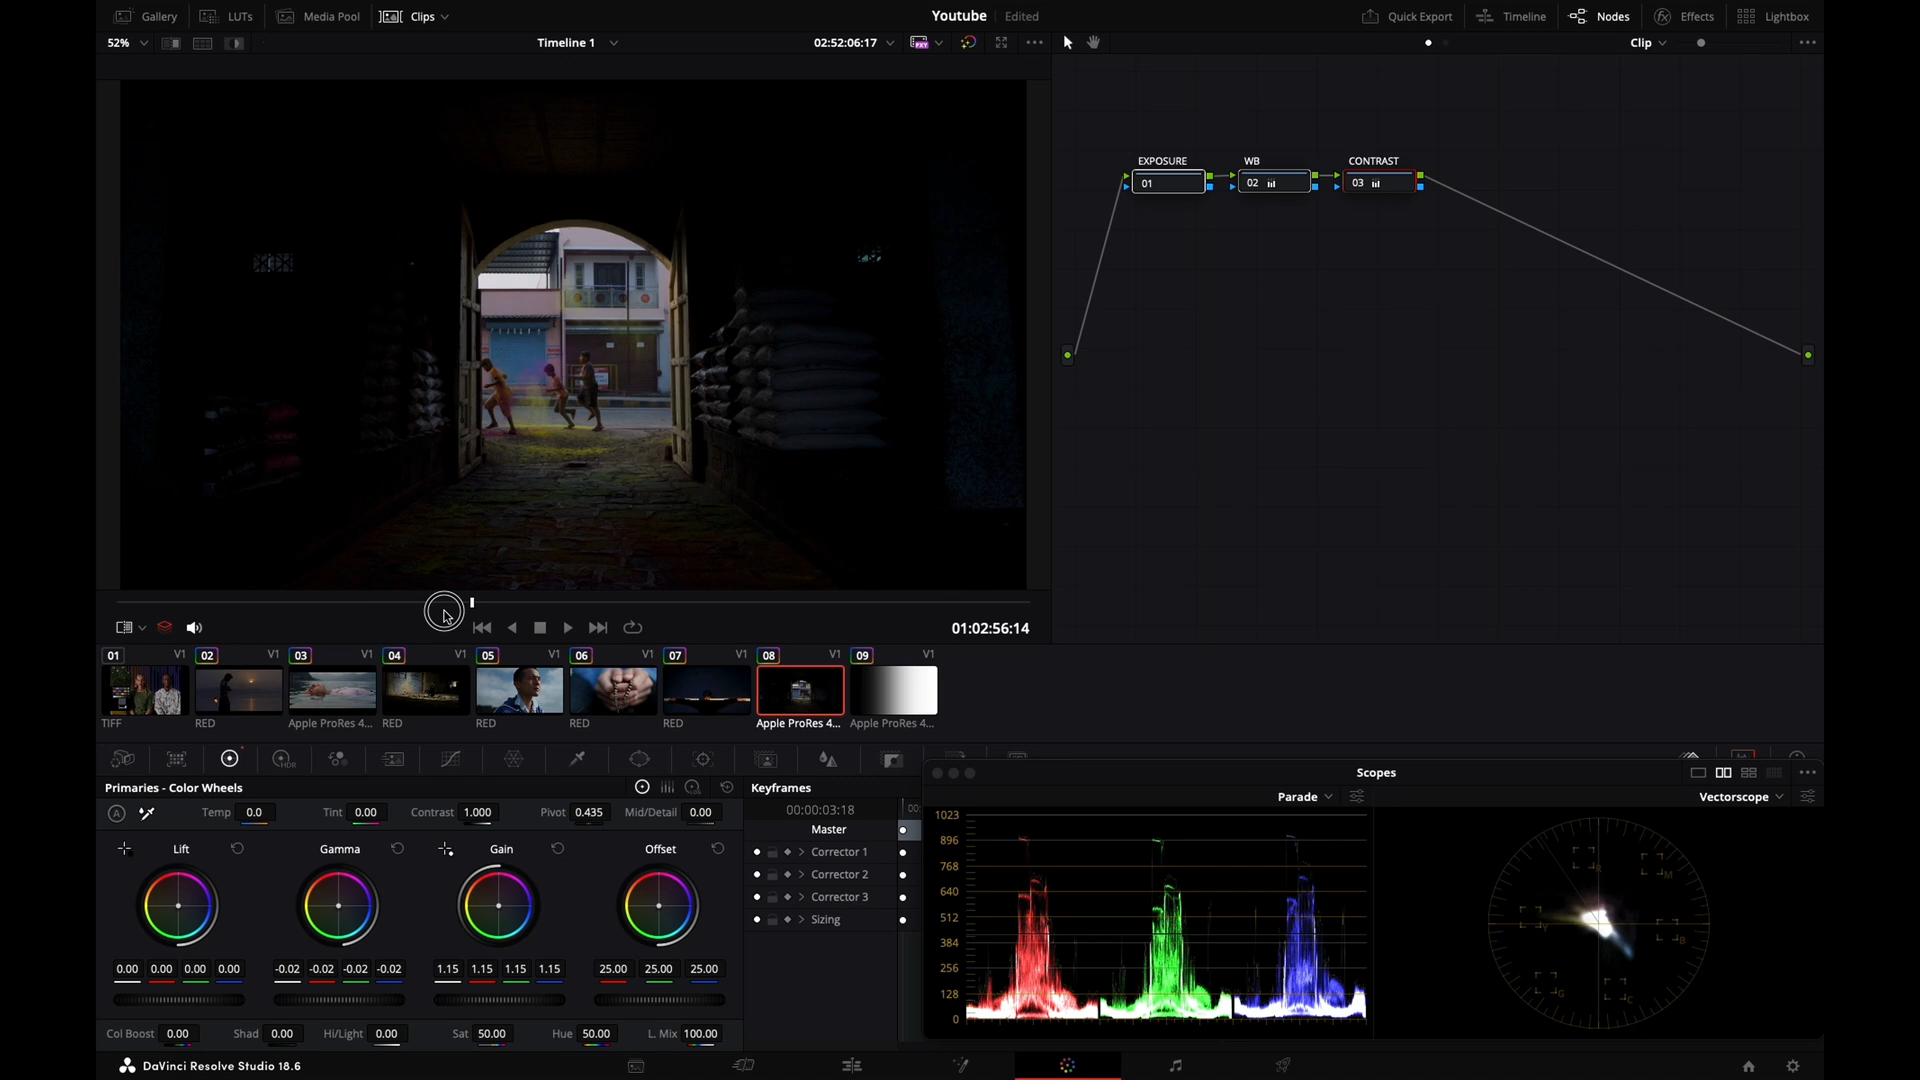 Gallery LUTs Media Pool Clips Youtube Edited Quick Export Timeline Nodes Effects Lightbox
52% Timeline 1 02:52:06:17 PXY Clip
EXPOSURE WB CONTRAST
01 02 03
01:02:56:14
01 V1 02 V1 03 V1 04 V1 05 V1 06 V1 07 V1 08 V1 09 V1
TIFF RED Apple ProRes 4... RED RED RED RED Apple ProRes 4... Apple ProRes 4...
HDR
Scopes
Primaries - Color Wheels
Keyframes
Parade Vectorscope
A Temp 0.0 Tint 0.00 Contrast 1.000 Pivot 0.435 Mid/Detail 0.00
00:00:03:18 00:
Master
Lift Gamma Gain Offset
Corrector 1
Corrector 2
Corrector 3
Sizing
1023
896
768
640
512
384
256
128
0
R M B C G Y
0.00 0.00 0.00 0.00 -0.02 -0.02 -0.02 -0.02 1.15 1.15 1.15 1.15 25.00 25.00 25.00
Col Boost 0.00 Shad 0.00 Hi/Light 0.00 Sat 50.00 Hue 50.00 L. Mix 100.00
DaVinci Resolve Studio 18.6